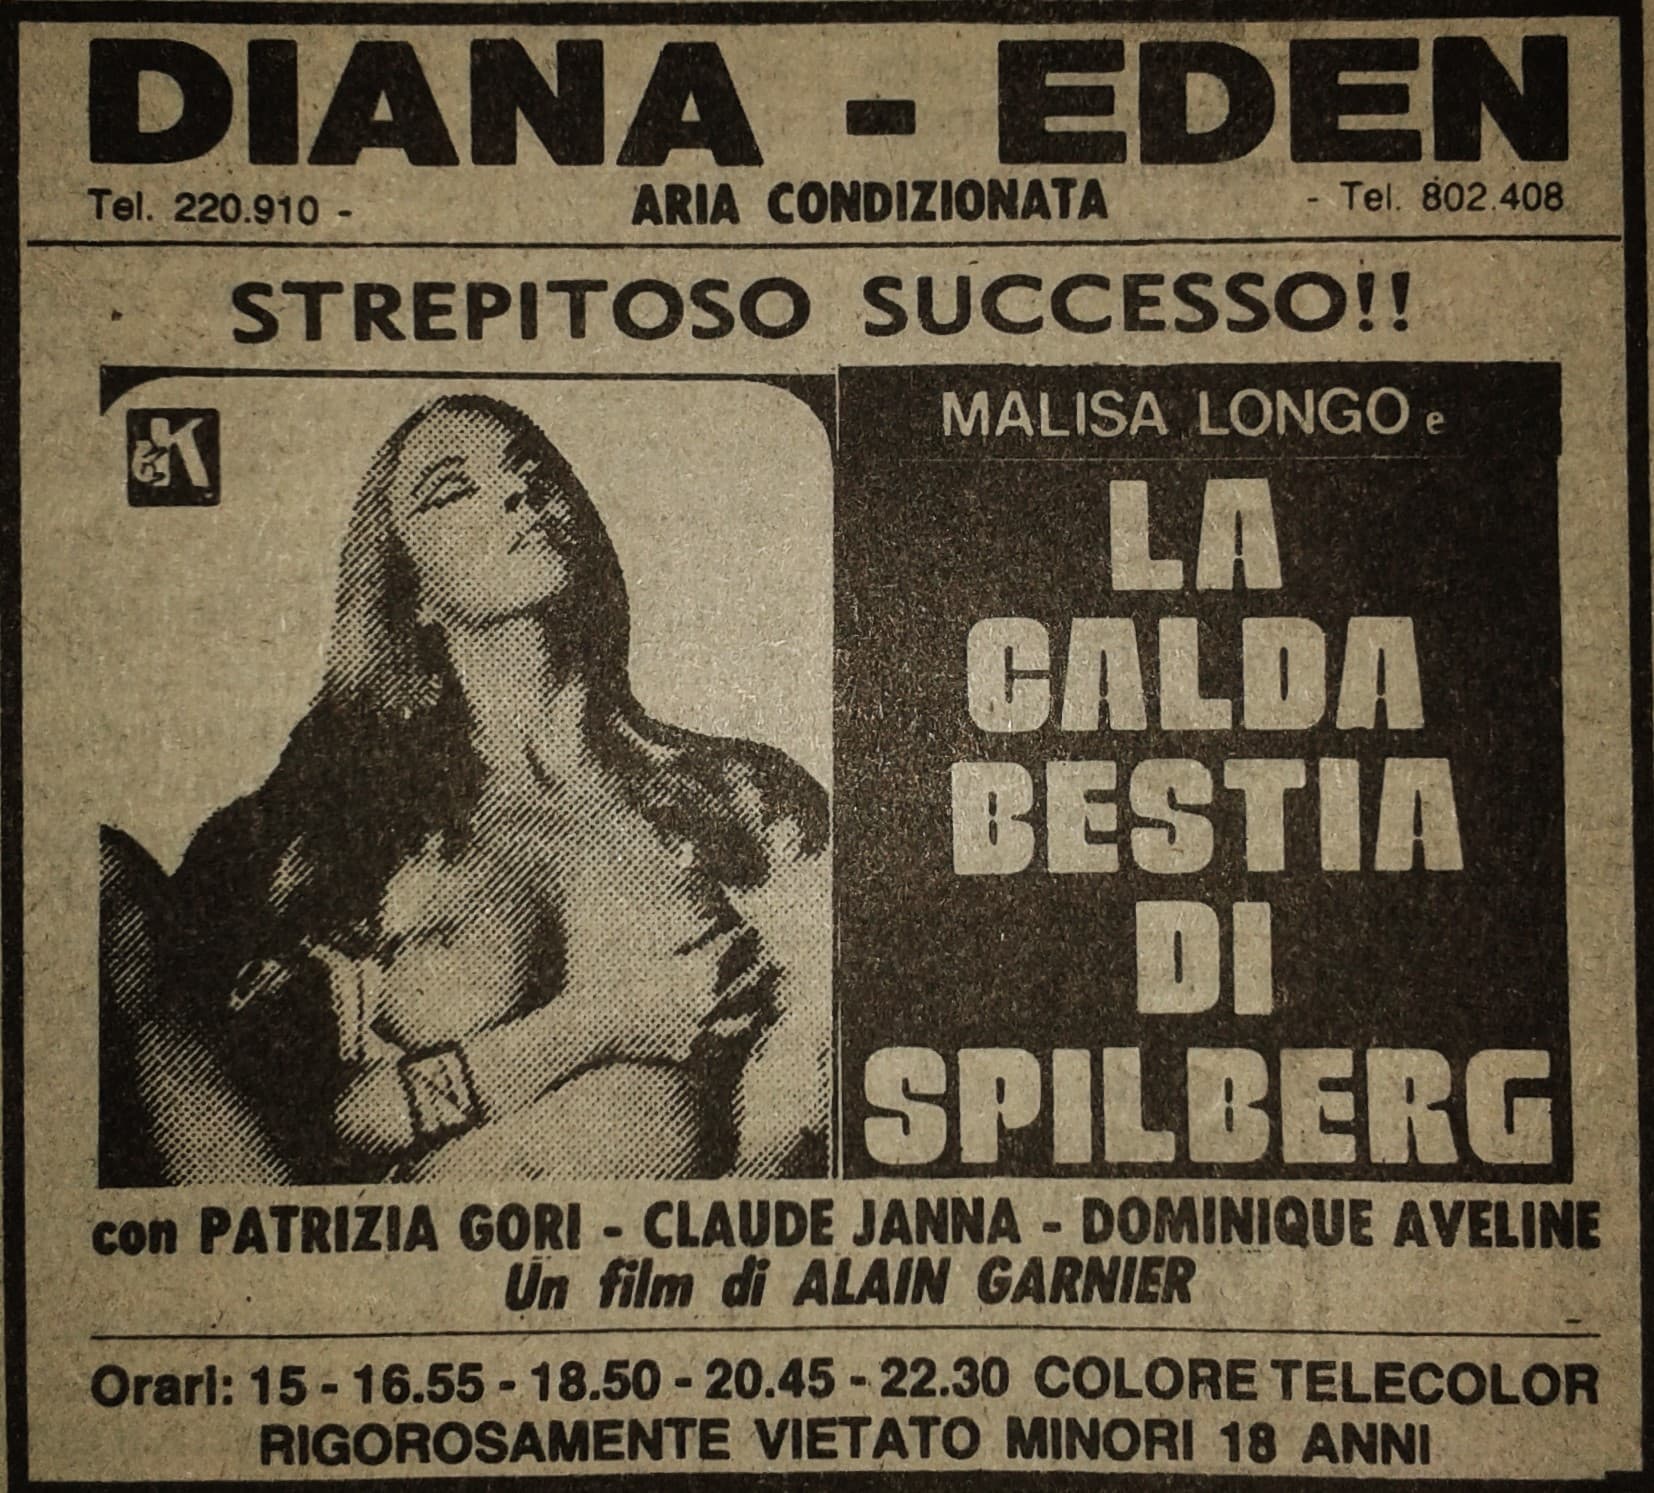 DIANA - EDEN
Tel. 220.910 - ARIA CONDIZIONATA - Tel. 802.408
STREPITOSO SUCCESSO!!
MALISA LONGO e
LA
CALDA
BESTIA
DI
SPILBERG
con PATRIZIA GORI - CLAUDE JANNA - DOMINIQUE AVELINE
Un film di ALAIN GARNIER
Orari: 15 - 16.55 - 18.50 - 20.45 - 22.30 COLORE TELECOLOR
RIGOROSAMENTE VIETATO MINORI 18 ANNI